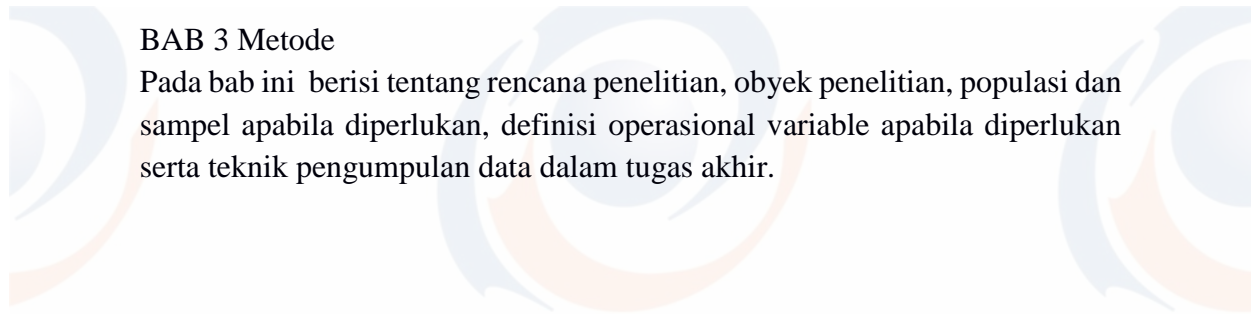 BAB 3 Metode
Pada bab ini  berisi tentang rencana penelitian, obyek penelitian, populasi dan
sampel apabila diperlukan, definisi operasional variable apabila diperlukan
serta teknik pengumpulan data dalam tugas akhir.